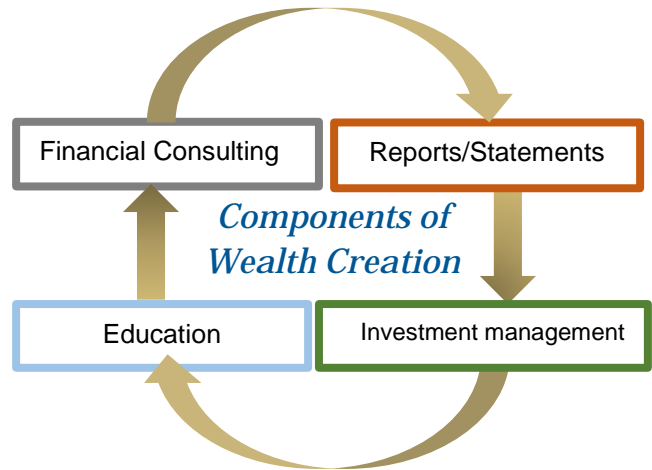 Financial Consulting
Reports/Statements
Components of
Wealth Creation
Education
Investment management